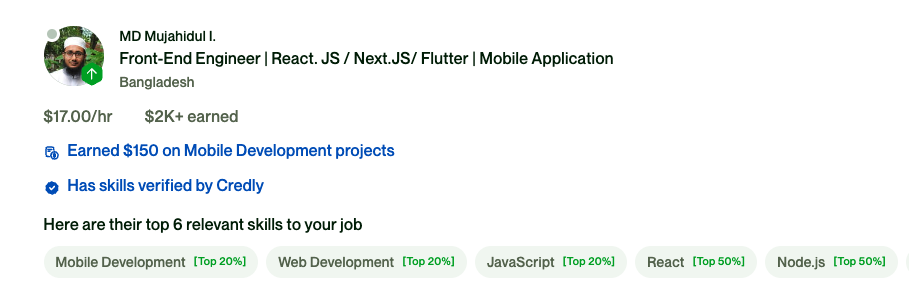 MD Mujahidul I.
Front-End Engineer | React. JS / Next.JS/ Flutter | Mobile Application
Bangladesh
$17.00/hr $2K+ earned
Earned $150 on Mobile Development projects
Has skills verified by Credly
Here are their top 6 relevant skills to your job
Mobile Development [Top 20%] Web Development [Top 20%] JavaScript [Top 20%] React [Top 50%] Node.js [Top 50%]